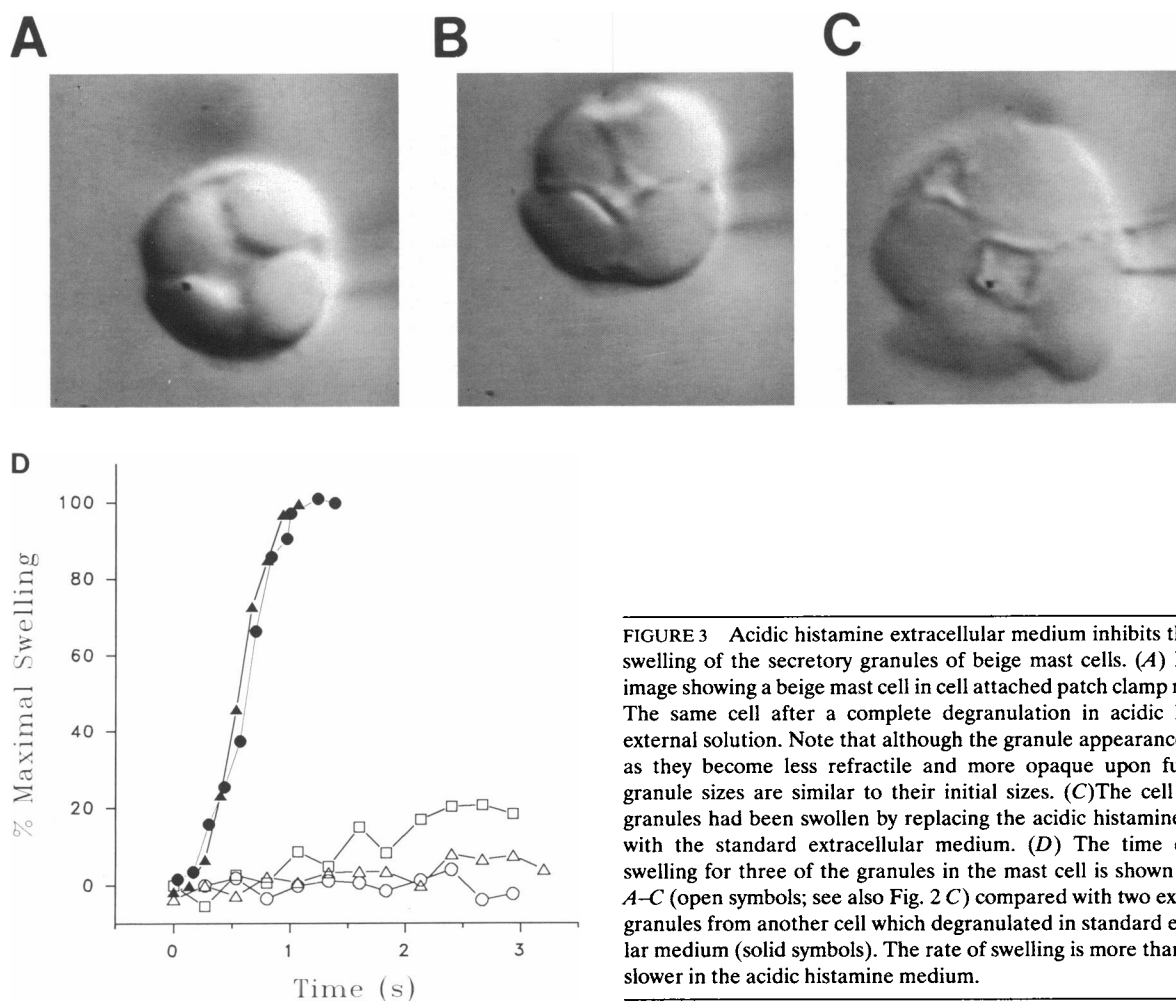 A
B
C
D
100
80
60
40
20
0
% Maximal Swelling
0
1
2
3
Time (s)
FIGURE 3 Acidic histamine extracellular medium inhibits
swelling of the secretory granules of beige mast cells. (A)
image showing a beige mast cell in cell attached patch clamp
The same cell after a complete degranulation in acidic
external solution. Note that although the granule appearance
as they become less refractile and more opaque upon
granule sizes are similar to their initial sizes. (C)The cell
granules had been swollen by replacing the acidic histamine
with the standard extracellular medium. (D) The time
swelling for three of the granules in the mast cell is shown
A–C (open symbols; see also Fig. 2 C) compared with two
granules from another cell which degranulated in standard
lar medium (solid symbols). The rate of swelling is more than
slower in the acidic histamine medium.